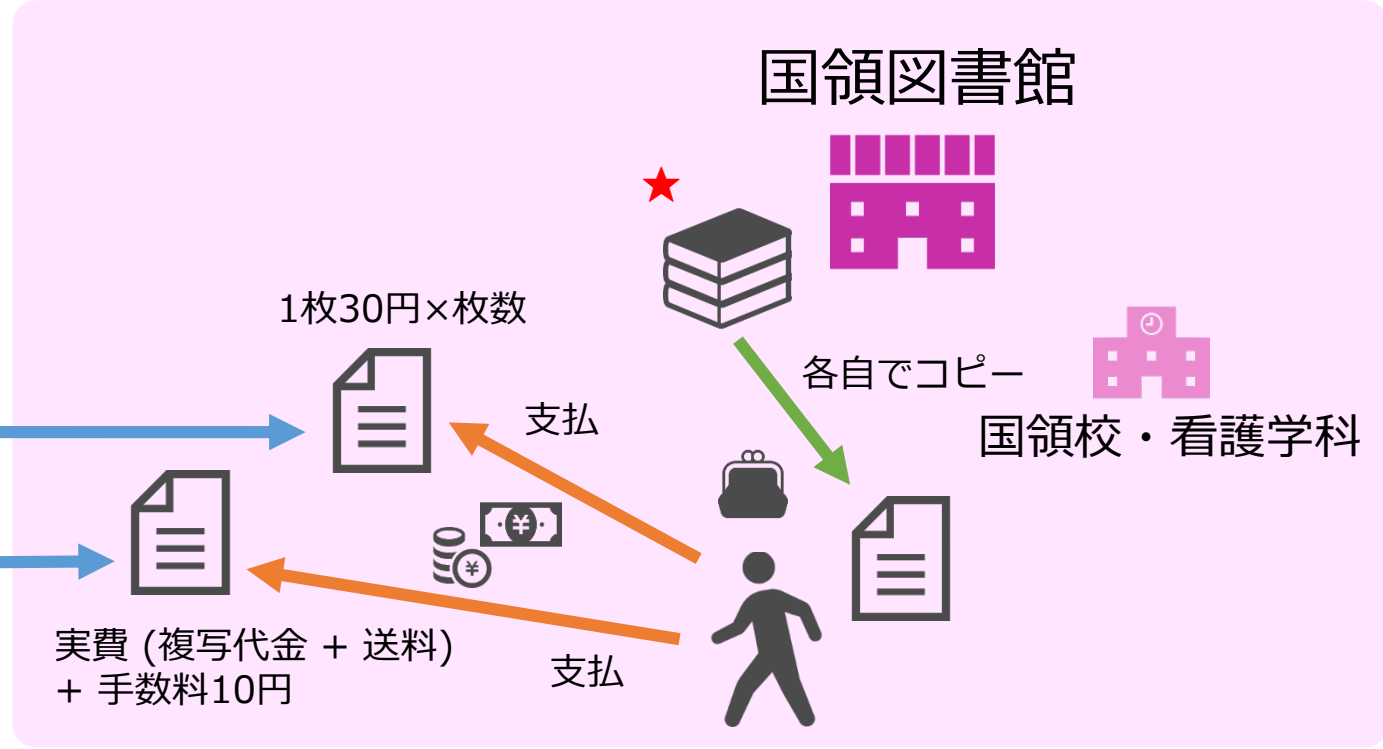 国領図書館
1枚30円×枚数
各自でコピー
支払
国領校・看護学科
実費 (複写代金 + 送料)
+ 手数料10円
支払